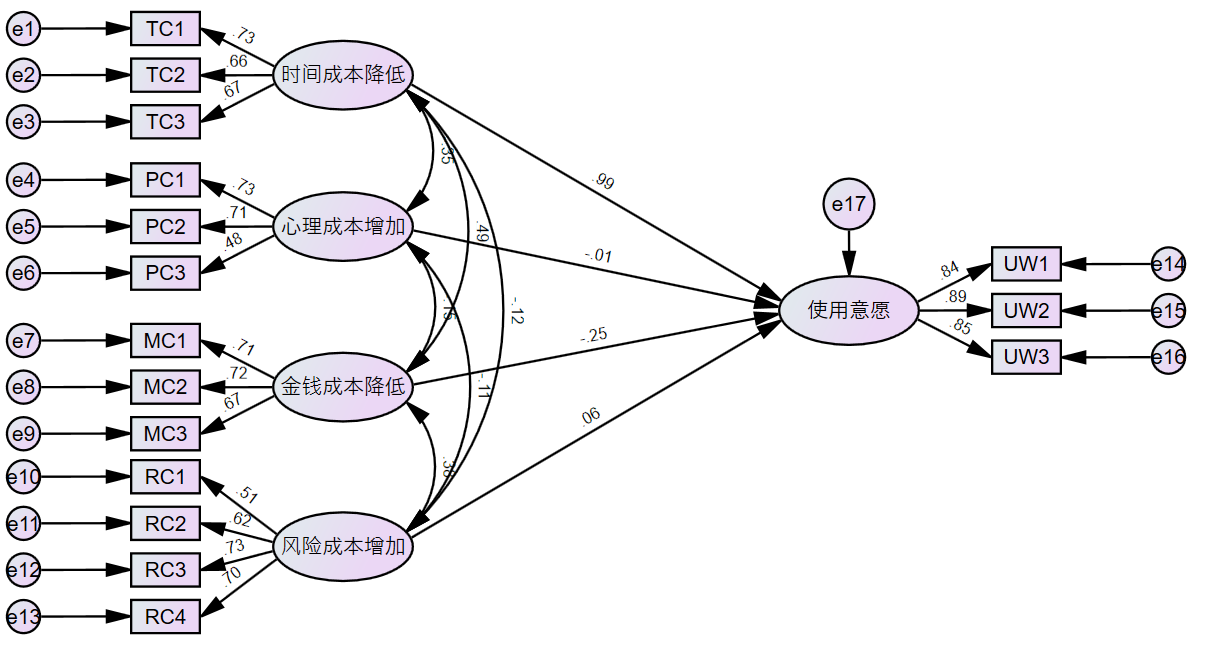 e1
TC1
.73
e2
TC2
.66
时间成本降低
e3
TC3
.67
.35
.99
e4
PC1
.73
e5
PC2
.71
心理成本增加
e6
PC3
.48
.49
-.01
e17
.15
-.12
e7
MC1
.71
e8
MC2
.72
金钱成本降低
e9
MC3
.67
-.11
-.25
使用意愿
.84
UW1
e14
.89
UW2
e15
.85
UW3
e16
e10
RC1
.51
.06
e11
RC2
.62
风险成本增加
e12
RC3
.73
e13
RC4
.70